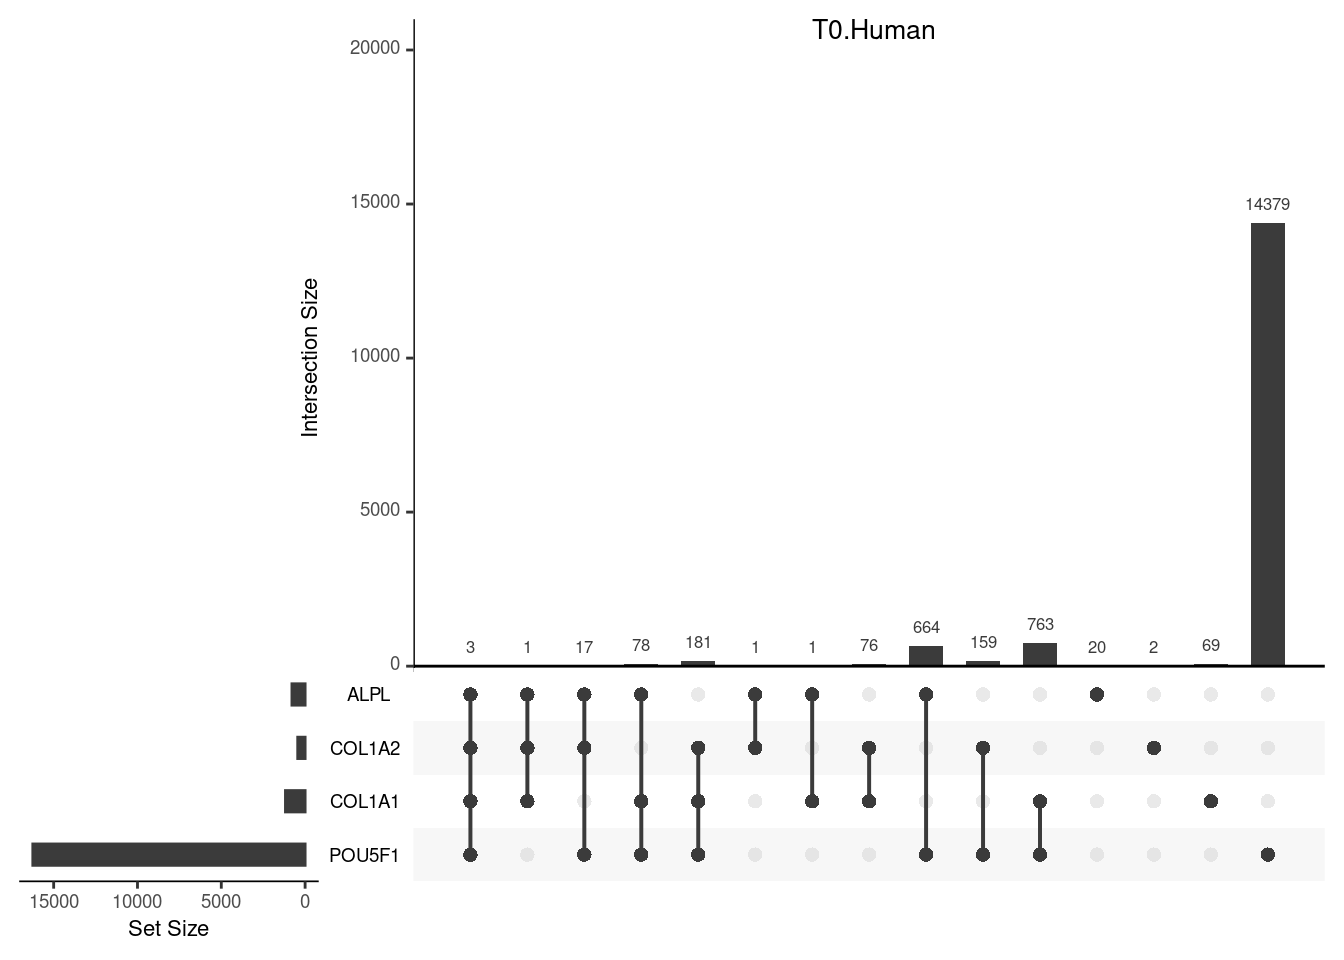 T0.Human
20000
15000
10000
5000
0
Intersection Size
14379
3 1 17 78 181 1 1 76 664 159 763 20 2 69
ALPL
COL1A2
COL1A1
POU5F1
15000 10000 5000 0
Set Size